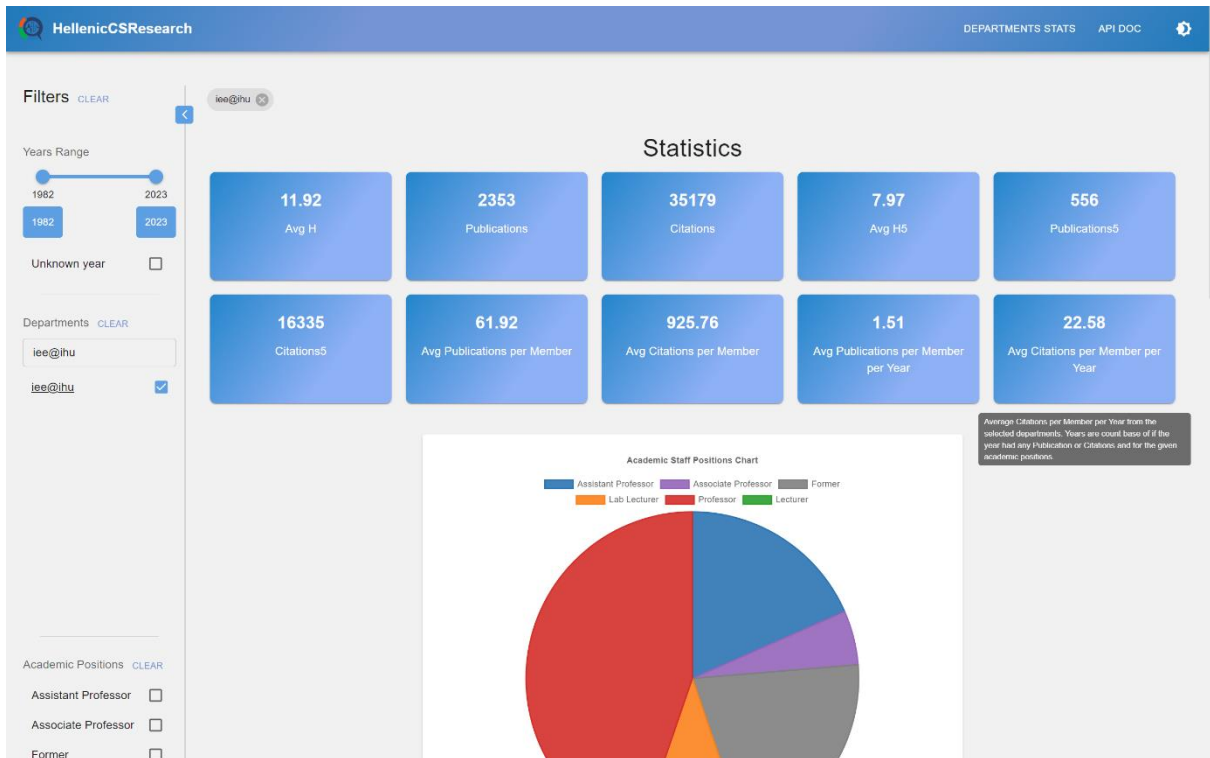 HellenicCSResearch
DEPARTMENTS STATS
API DOC
Filters
CLEAR
Years Range
1982
2023
1982
2023
Unknown year
Departments
CLEAR
iee@ihu
iee@ihu
Academic Positions
CLEAR
Assistant Professor
Associate Professor
Former
iee@ihu
Statistics
11.92
Avg H
2353
Publications
35179
Citations
7.97
Avg H5
556
Publications5
16335
Citations5
61.92
Avg Publications per Member
925.76
Avg Citations per Member
1.51
Avg Publications per Member
per Year
22.58
Avg Citations per Member per
Year
Average Citations per Member per Year from the
selected departments. Years are count base of if the
year had any Publication or Citations and for the given
academic positions.
Academic Staff Positions Chart
Assistant Professor
Associate Professor
Former
Lab Lecturer
Professor
Lecturer